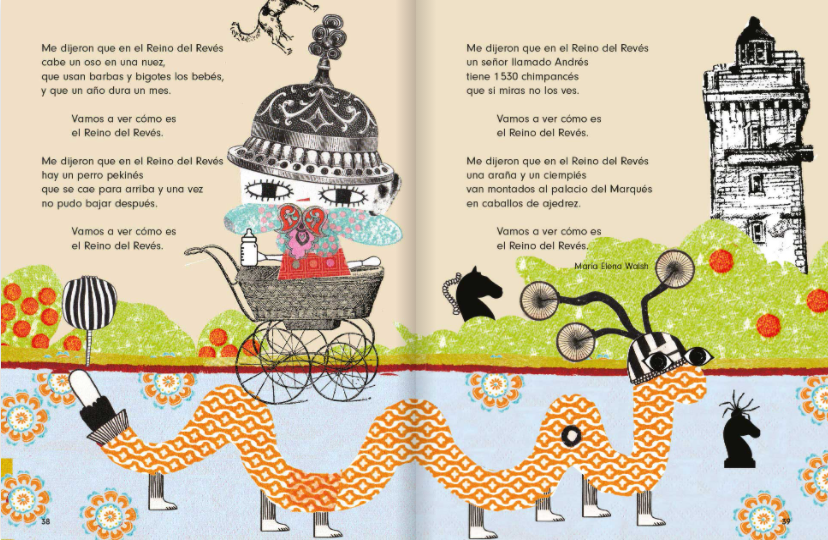 Me dijeron que en el Reino del Revés
cabe un oso en una nuez,
que usan barbas y bigotes los bebés,
y que un año dura un mes.
Vamos a ver cómo es
el Reino del Revés.
Me dijeron que en el Reino del Revés
hay un perro pekinés
que se cae para arriba y una vez
no pudo bajar después.
Vamos a ver cómo es
el Reino del Revés.
38
Me dijeron que en el Reino del Revés
un señor llamado Andrés
tiene 1 530 chimpancés
que si miras no los ves.
Vamos a ver cómo es
el Reino del Revés.
Me dijeron que en el Reino del Revés
una araña y un ciempiés
van montados al palacio del Marqués
en caballos de ajedrez.
Vamos a ver cómo es
el Reino del Revés.
María Elena Walsh
39